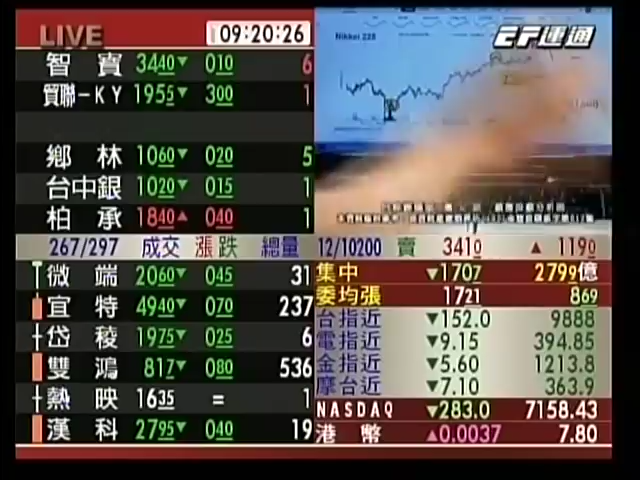 LIVE 09:20:26
智寶 3440▼ 010 6
貿聯-KY 1955▼ 300 1
鄉林 1060▼ 020 5
台中銀 1020▼ 015 1
柏承 1840▲ 040 1
267/297 成交 漲跌 總量
微端 2060▼ 045 31
宜特 4940▼ 070 237
岱稜 1975▼ 025 6
雙鴻 817▼ 080 536
熱映 1635 = 1
漢科 2795▼ 040 19
EF運通
Nikkei 228
12/10200 賣 3410 ▲ 1190
集中 ▼1707 2799億
委均張 1721 869
台指近 ▼152.0 9888
電指近 ▼9.15 394.85
金指近 ▼5.60 1213.8
摩台近 ▼7.10 363.9
NASDAQ ▼283.0 7158.43
港幣 ▲0.0037 7.80